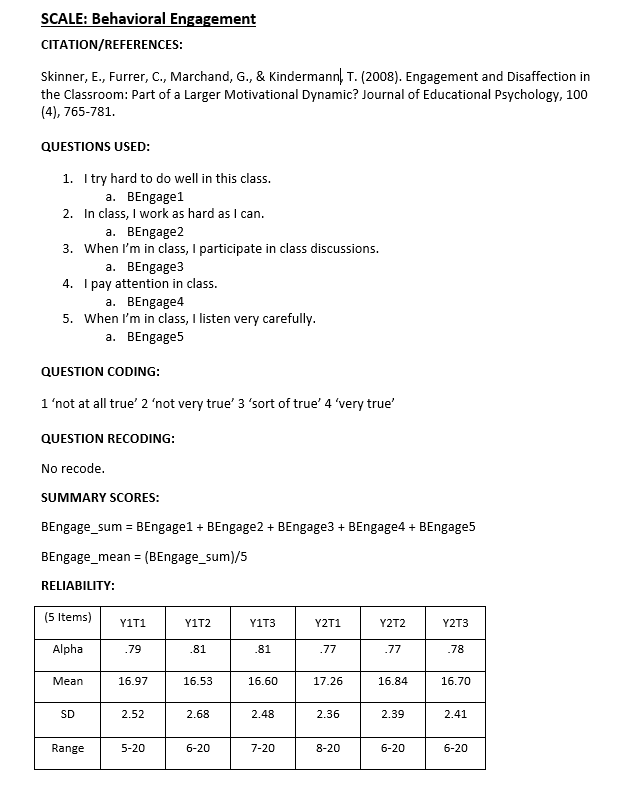 SCALE: Behavioral Engagement
CITATION/REFERENCES:
Skinner, E., Furrer, C., Marchand, G., & Kindermann, T. (2008). Engagement and Disaffection in
the Classroom: Part of a Larger Motivational Dynamic? Journal of Educational Psychology, 100
(4), 765-781.
QUESTIONS USED:
1. I try hard to do well in this class.
a. BEngage1
2. In class, I work as hard as I can.
a. BEngage2
3. When I’m in class, I participate in class discussions.
a. BEngage3
4. I pay attention in class.
a. BEngage4
5. When I’m in class, I listen very carefully.
a. BEngage5
QUESTION CODING:
1 ‘not at all true’ 2 ‘not very true’ 3 ‘sort of true’ 4 ‘very true’
QUESTION RECODING:
No recode.
SUMMARY SCORES:
BEngage_sum = BEngage1 + BEngage2 + BEngage3 + BEngage4 + BEngage5
BEngage_mean = (BEngage_sum)/5
RELIABILITY:
(5 Items) Y1T1 Y1T2 Y1T3 Y2T1 Y2T2 Y2T3
Alpha .79 .81 .81 .77 .77 .78
Mean 16.97 16.53 16.60 17.26 16.84 16.70
SD 2.52 2.68 2.48 2.36 2.39 2.41
Range 5-20 6-20 7-20 8-20 6-20 6-20